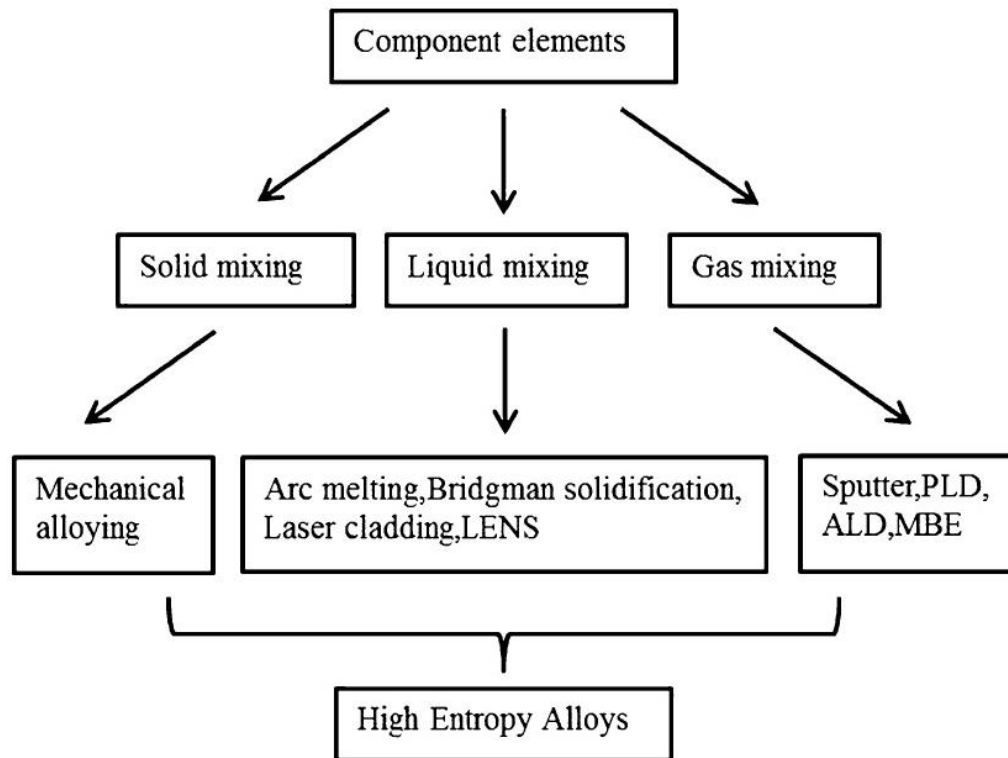 Component elements
Solid mixing
Liquid mixing
Gas mixing
Mechanical
alloying
Arc melting,Bridgman solidification,
Laser cladding,LENS
Sputter,PLD,
ALD,MBE
High Entropy Alloys